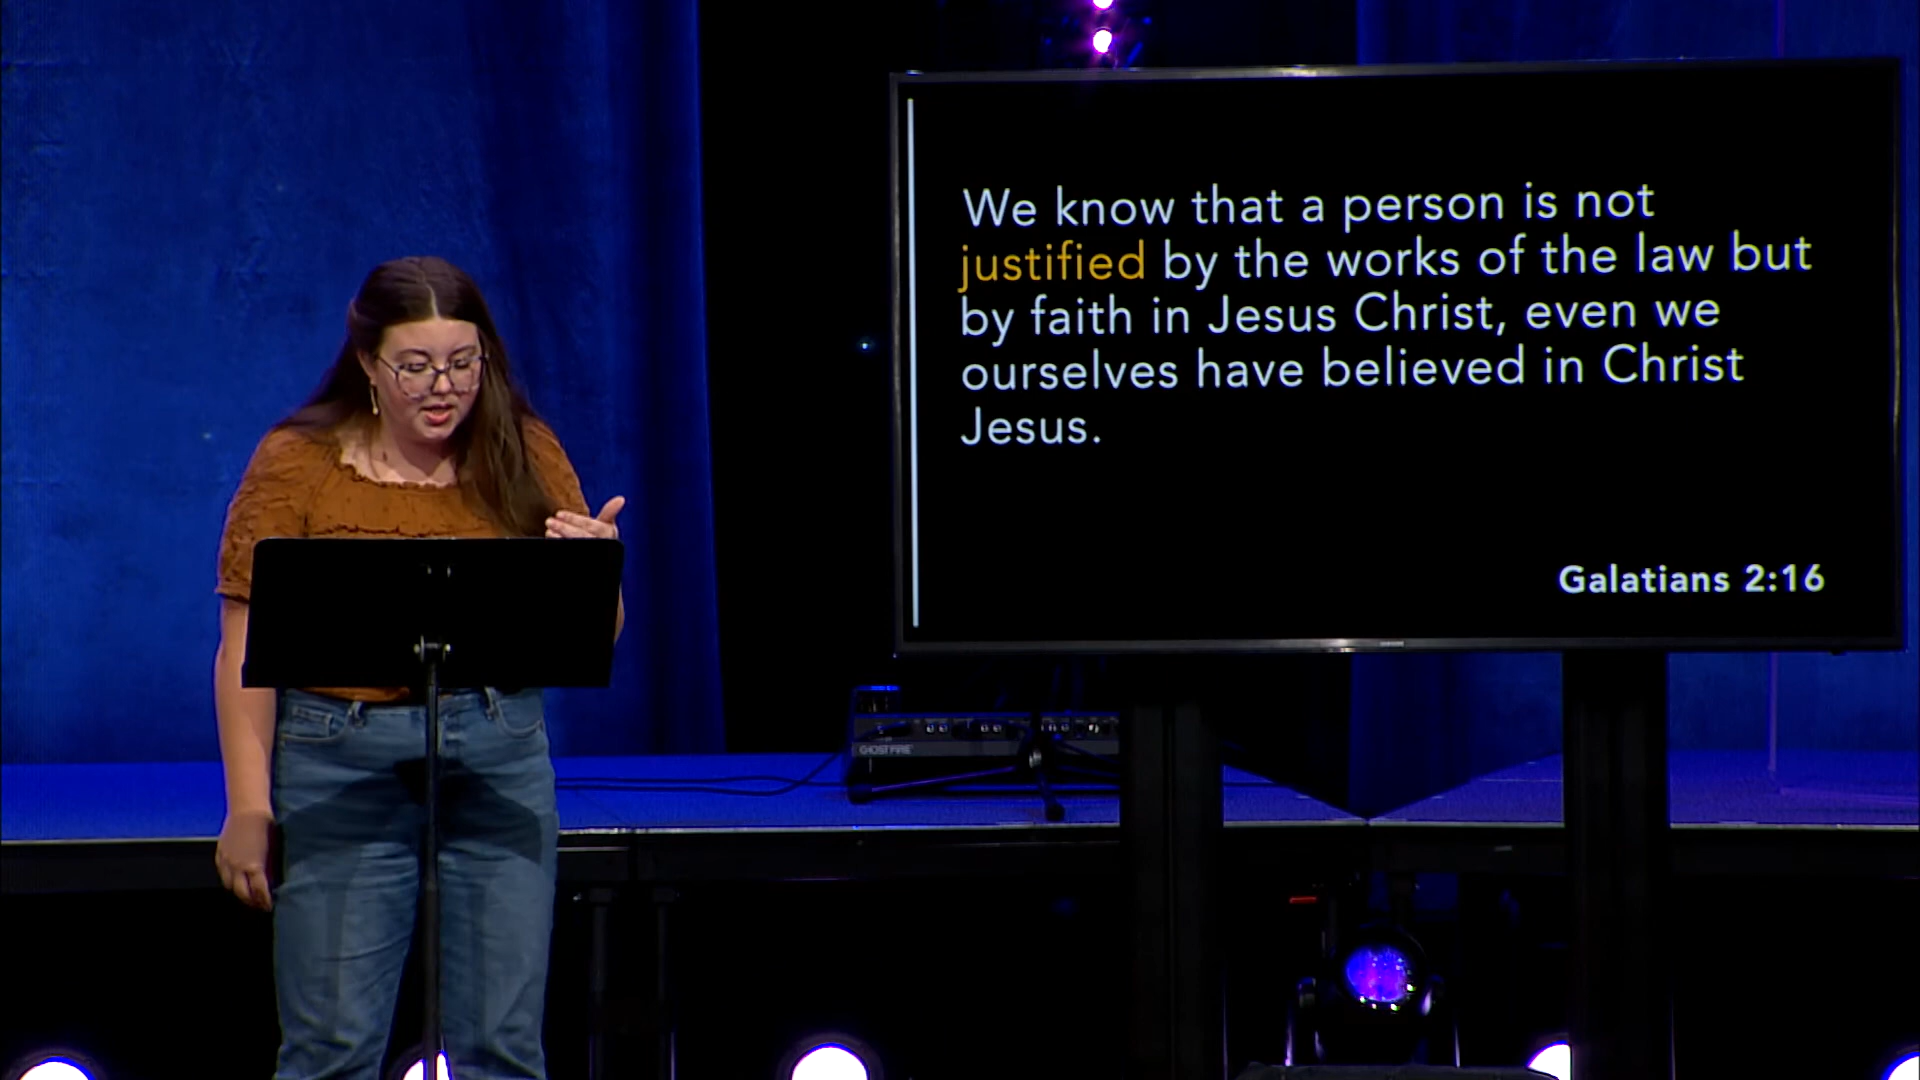 We know that a person is not
justified by the works of the law but
by faith in Jesus Christ, even we
ourselves have believed in Christ
Jesus.
Galatians 2:16
GHOSTFIRE